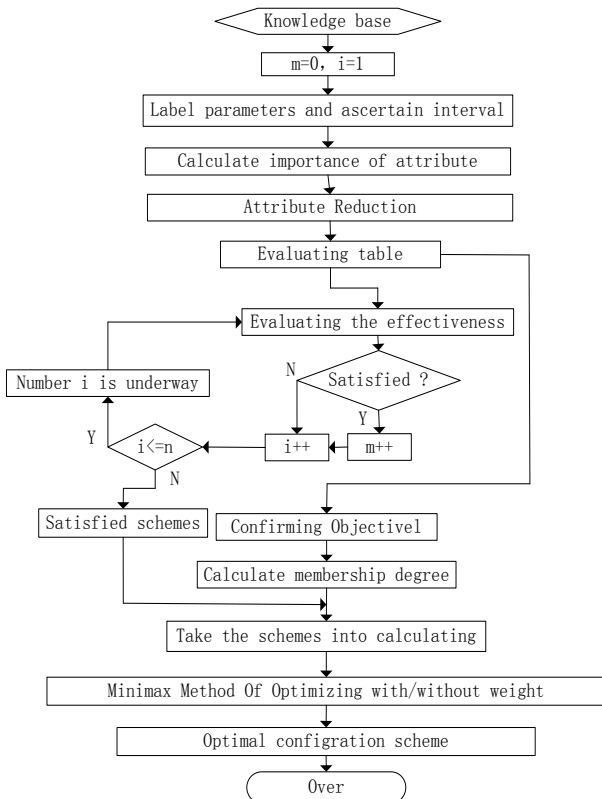 Knowledge base
m=0, i=1
Label parameters and ascertain interval
Calculate importance of attribute
Attribute Reduction
Evaluating table
Evaluating the effectiveness
Number i is underway
N
Satisfied ?
Y
Y
i<=n
i++
m++
N
Satisfied schemes
Confirming Objectivel
Calculate membership degree
Take the schemes into calculating
Minimax Method Of Optimizing with/without weight
Optimal configration scheme
Over